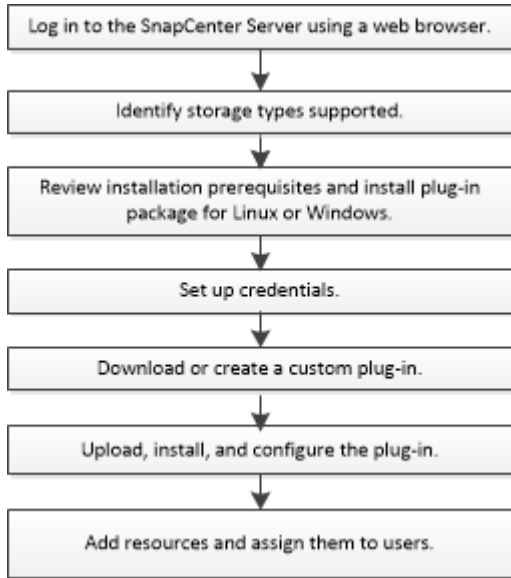 Log in to the SnapCenter Server using a web browser.
Identify storage types supported.
Review installation prerequisites and install plug-in
package for Linux or Windows.
Set up credentials.
Download or create a custom plug-in.
Upload, install, and configure the plug-in.
Add resources and assign them to users.